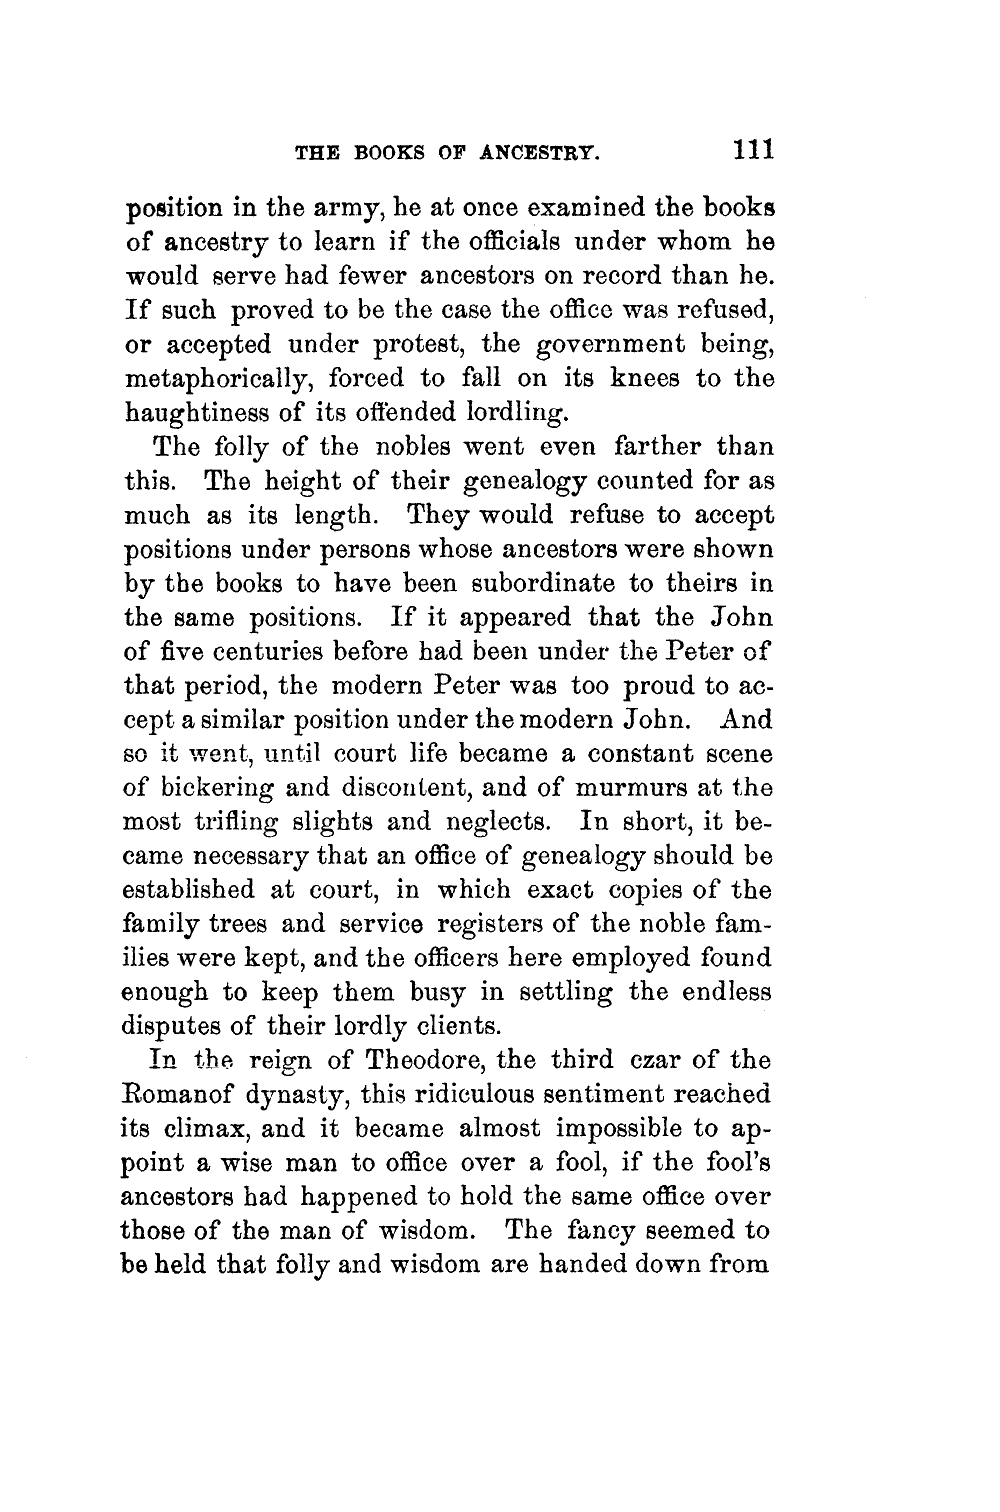 THE BOOKS OF ANCESTRY. 111
position in the army, he at once examined the books
of ancestry to learn if the officials under whom he
would serve had fewer ancestors on record than he.
If such proved to be the case the office was refused,
or accepted under protest, the government being,
metaphorically, forced to fall on its knees to the
haughtiness of its offended lordling.
The folly of the nobles went even farther than
this. The height of their genealogy counted for as
much as its length. They would refuse to accept
positions under persons whose ancestors were shown
by the books to have been subordinate to theirs in
the same positions. If it appeared that the John
of five centuries before had been under the Peter of
that period, the modern Peter was too proud to ac-
cept a similar position under the modern John. And
so it went, until court life became a constant scene
of bickering and discontent, and of murmurs at the
most trifling slights and neglects. In short, it be-
came necessary that an office of genealogy should be
established at court, in which exact copies of the
family trees and service registers of the noble fam-
ilies were kept, and the officers here employed found
enough to keep them busy in settling the endless
disputes of their lordly clients.
In the reign of Theodore, the third czar of the
Romanof dynasty, this ridiculous sentiment reached
its climax, and it became almost impossible to ap-
point a wise man to office over a fool, if the fool's
ancestors had happened to hold the same office over
those of the man of wisdom. The fancy seemed to
be held that folly and wisdom are handed down from